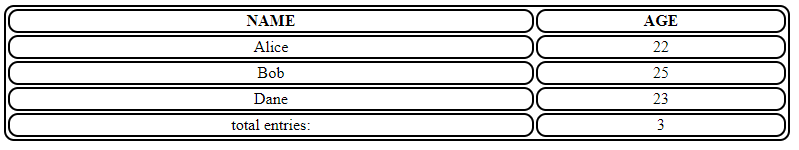 NAME AGE
Alice 22
Bob 25
Dane 23
total entries: 3